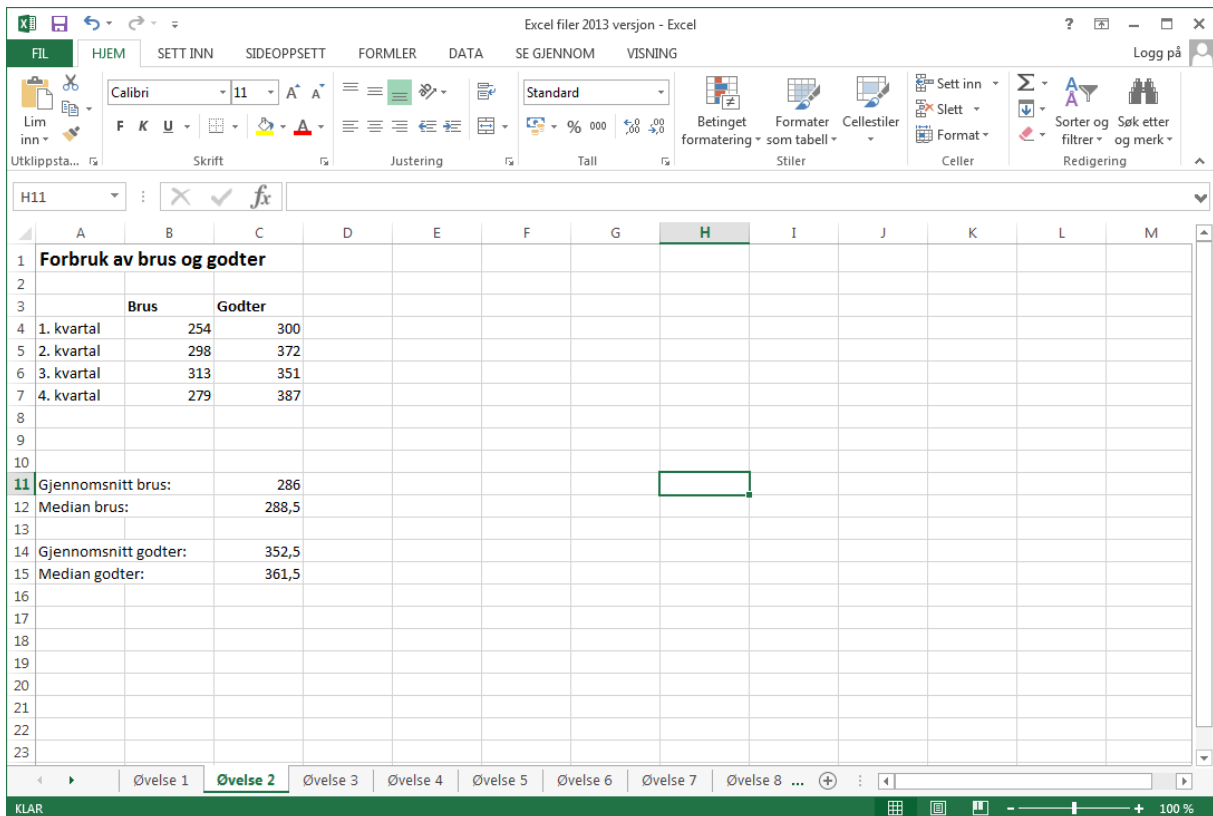 Excel filer 2013 versjon - Excel
?
FIL HJEM SETT INN SIDEOPPSETT FORMLER DATA SE GJENNOM VISNING Logg på
Lim inn
Calibri 11 A A
F K U A
Standard
% 000 ,00 ,0
Betinget formatering
Formater som tabell
Cellestiler
Sett inn
Slett
Format
Σ
A Å
Sorter og filtrer
Søk etter og merk
Utklippsta... Skrift Justering Tall Stiler Celler Redigering
H11 fx
A B C D E F G H I J K L M
1 Forbruk av brus og godter
2
3 Brus Godter
4 1. kvartal 254 300
5 2. kvartal 298 372
6 3. kvartal 313 351
7 4. kvartal 279 387
8
9
10
11 Gjennomsnitt brus: 286
12 Median brus: 288,5
13
14 Gjennomsnitt godter: 352,5
15 Median godter: 361,5
16
17
18
19
20
21
22
23
Øvelse 1 Øvelse 2 Øvelse 3 Øvelse 4 Øvelse 5 Øvelse 6 Øvelse 7 Øvelse 8 ...
KLAR 100 %